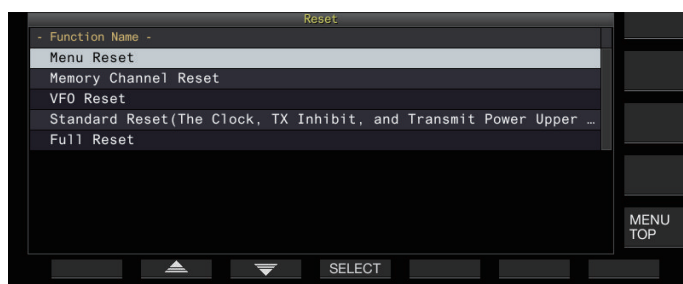 Reset
- Function Name -
Menu Reset
Memory Channel Reset
VFO Reset
Standard Reset(The Clock, TX Inhibit, and Transmit Power Upper …
Full Reset
MENU
TOP
SELECT